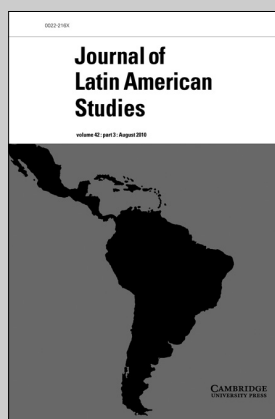 0022-216X
Journal of
Latin American
Studies
volume 42 : part 3 : August 2010
CAMBRIDGE
UNIVERSITY PRESS